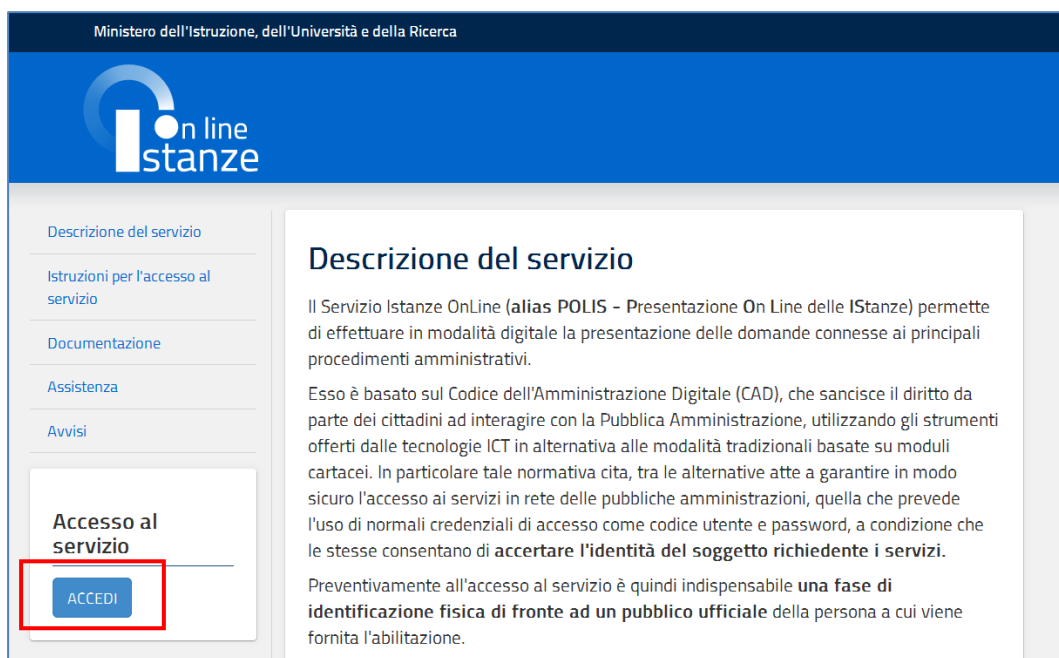 Ministero dell'Istruzione, dell'Università e della Ricerca
On line
Istanze
Descrizione del servizio
Istruzioni per l'accesso al
servizio
Documentazione
Assistenza
Avvisi
Accesso al
servizio
ACCEDI
Descrizione del servizio
Il Servizio Istanze OnLine (alias POLIS - Presentazione On Line delle IStanze) permette
di effettuare in modalità digitale la presentazione delle domande connesse ai principali
procedimenti amministrativi.
Esso è basato sul Codice dell'Amministrazione Digitale (CAD), che sancisce il diritto da
parte dei cittadini ad interagire con la Pubblica Amministrazione, utilizzando gli strumenti
offerti dalle tecnologie ICT in alternativa alle modalità tradizionali basate su moduli
cartacei. In particolare tale normativa cita, tra le alternative atte a garantire in modo
sicuro l'accesso ai servizi in rete delle pubbliche amministrazioni, quella che prevede
l'uso di normali credenziali di accesso come codice utente e password, a condizione che
le stesse consentano di accertare l'identità del soggetto richiedente i servizi.
Preventivamente all'accesso al servizio è quindi indispensabile una fase di
identificazione fisica di fronte ad un pubblico ufficiale della persona a cui viene
fornita l'abilitazione.